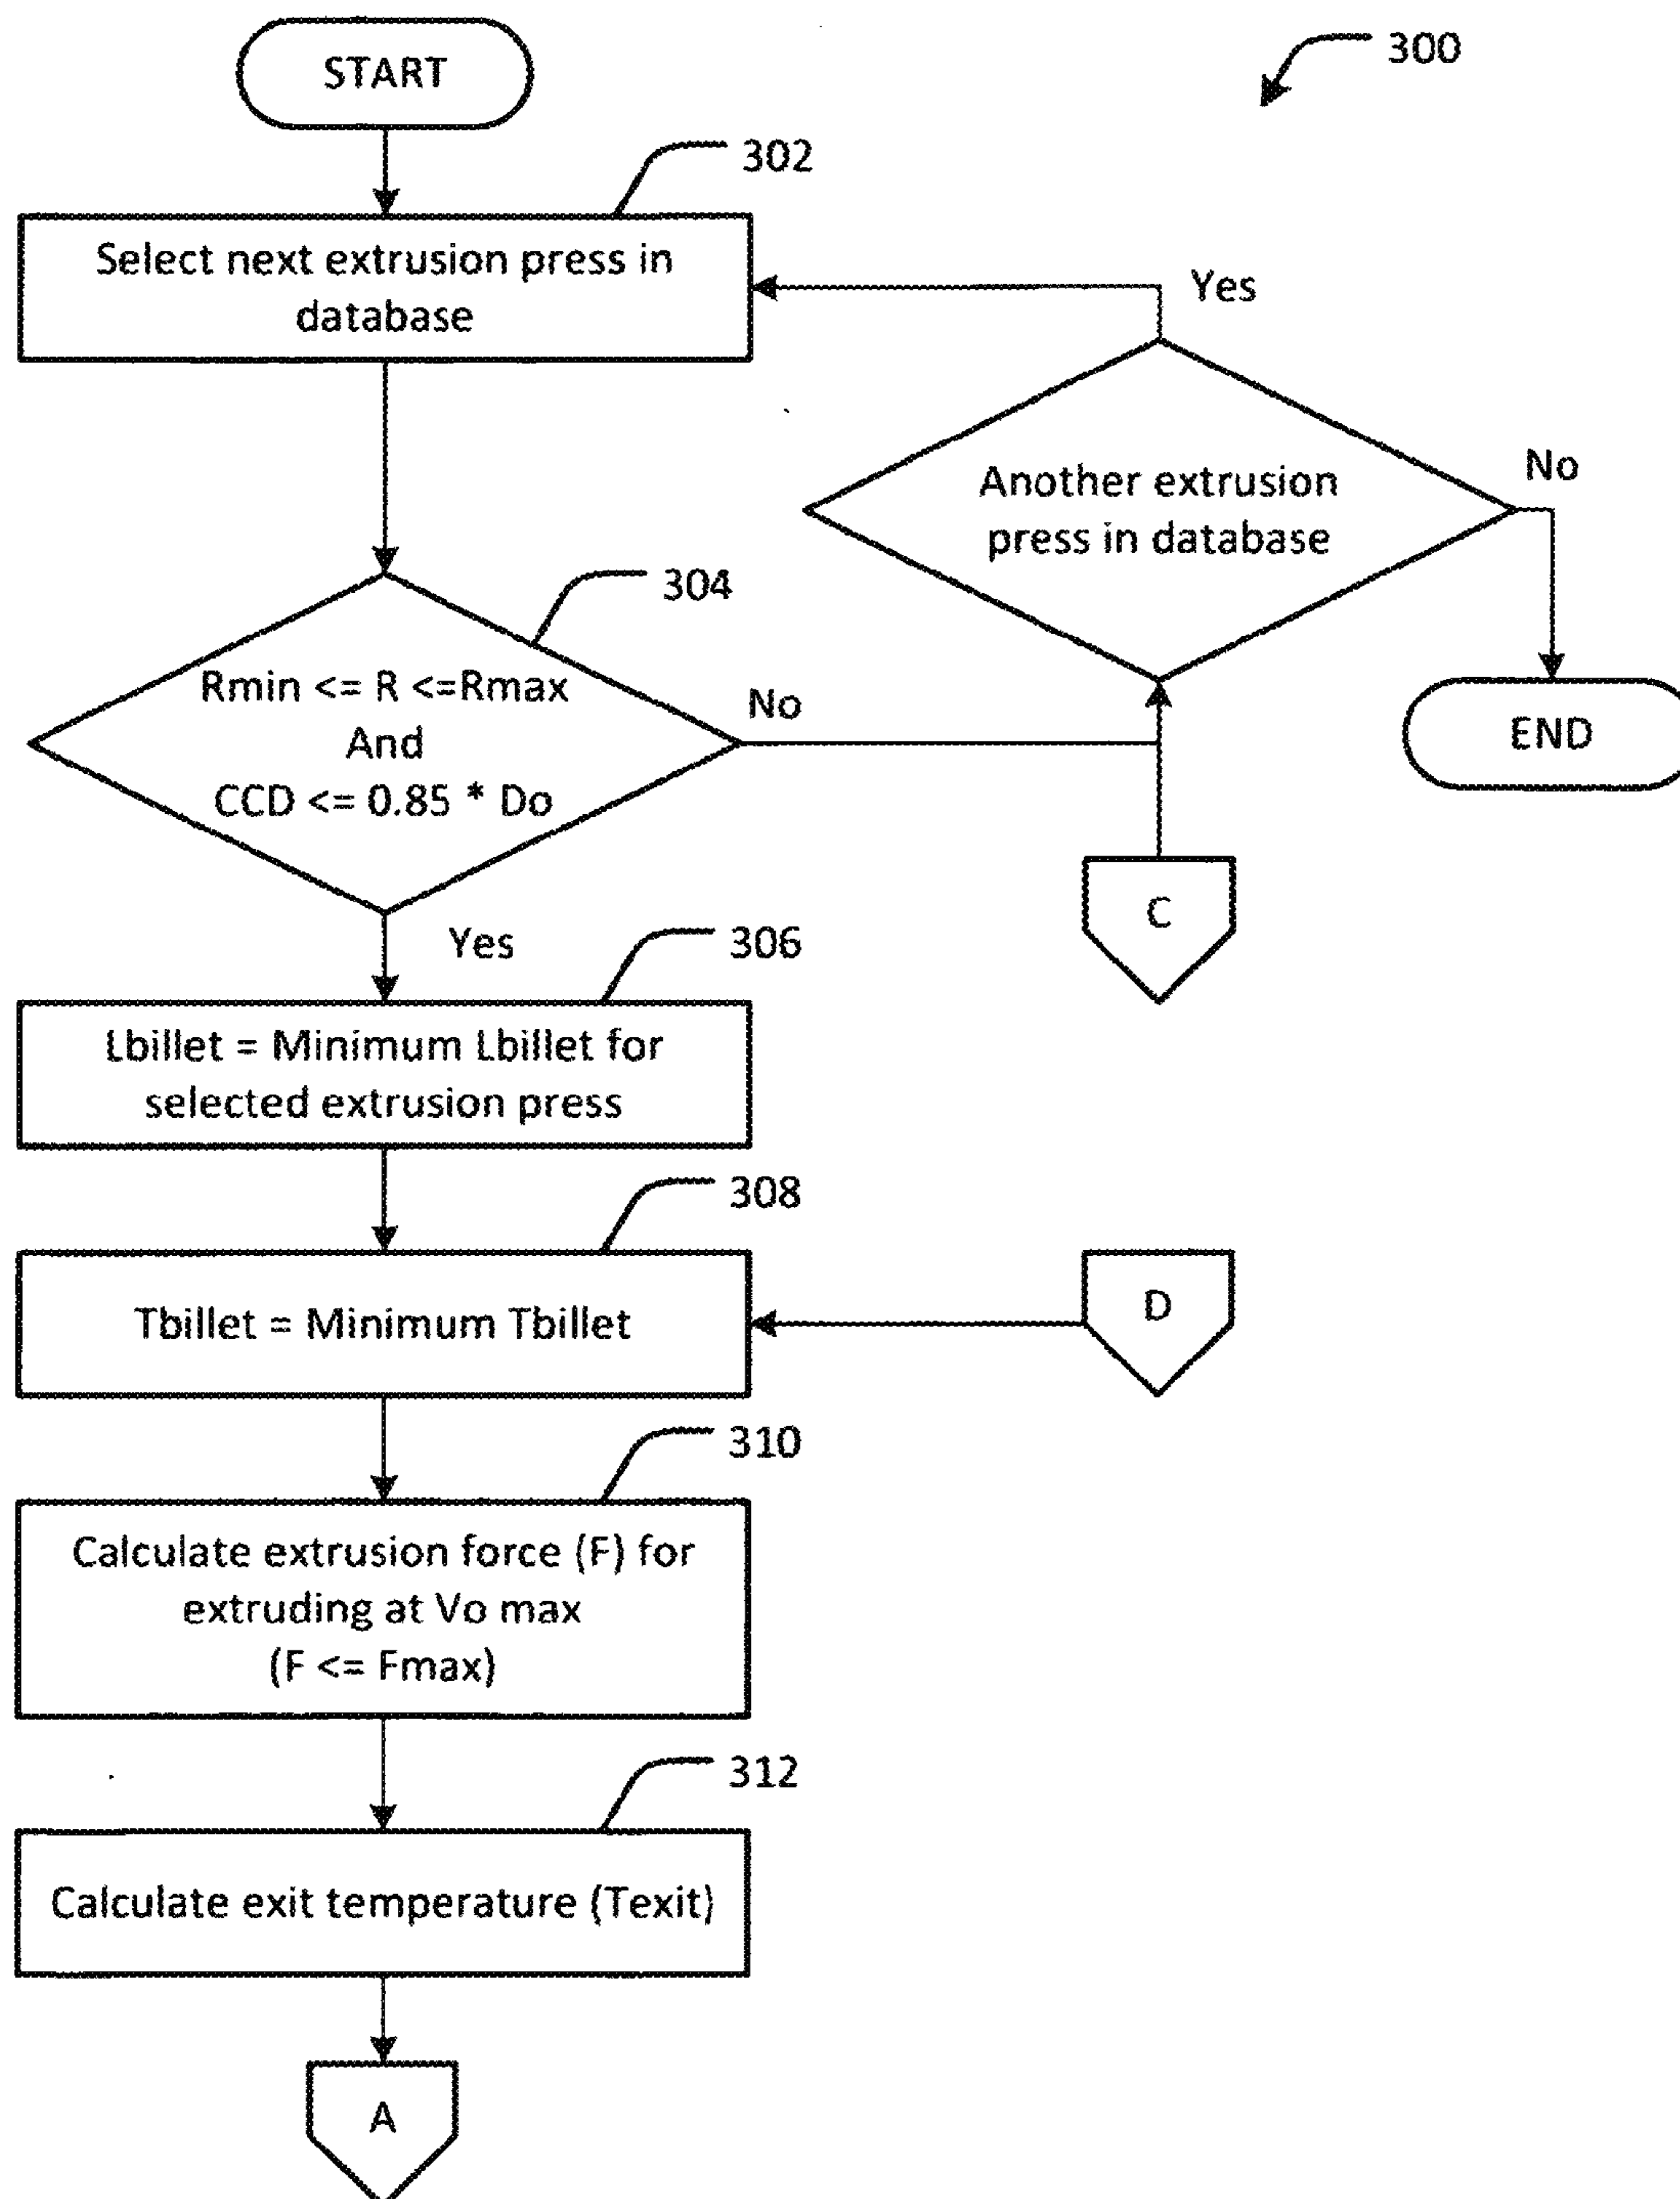 START
300
302
Select next extrusion press in
database
Yes
Another extrusion
press in database
No
304
Rmin <= R <=Rmax
And
CCD <= 0.85 * Do
No
END
C
Yes
306
Lbillet = Minimum Lbillet for
selected extrusion press
308
Tbillet = Minimum Tbillet
D
310
Calculate extrusion force (F) for
extruding at Vo max
(F <= Fmax)
312
Calculate exit temperature (Texit)
A